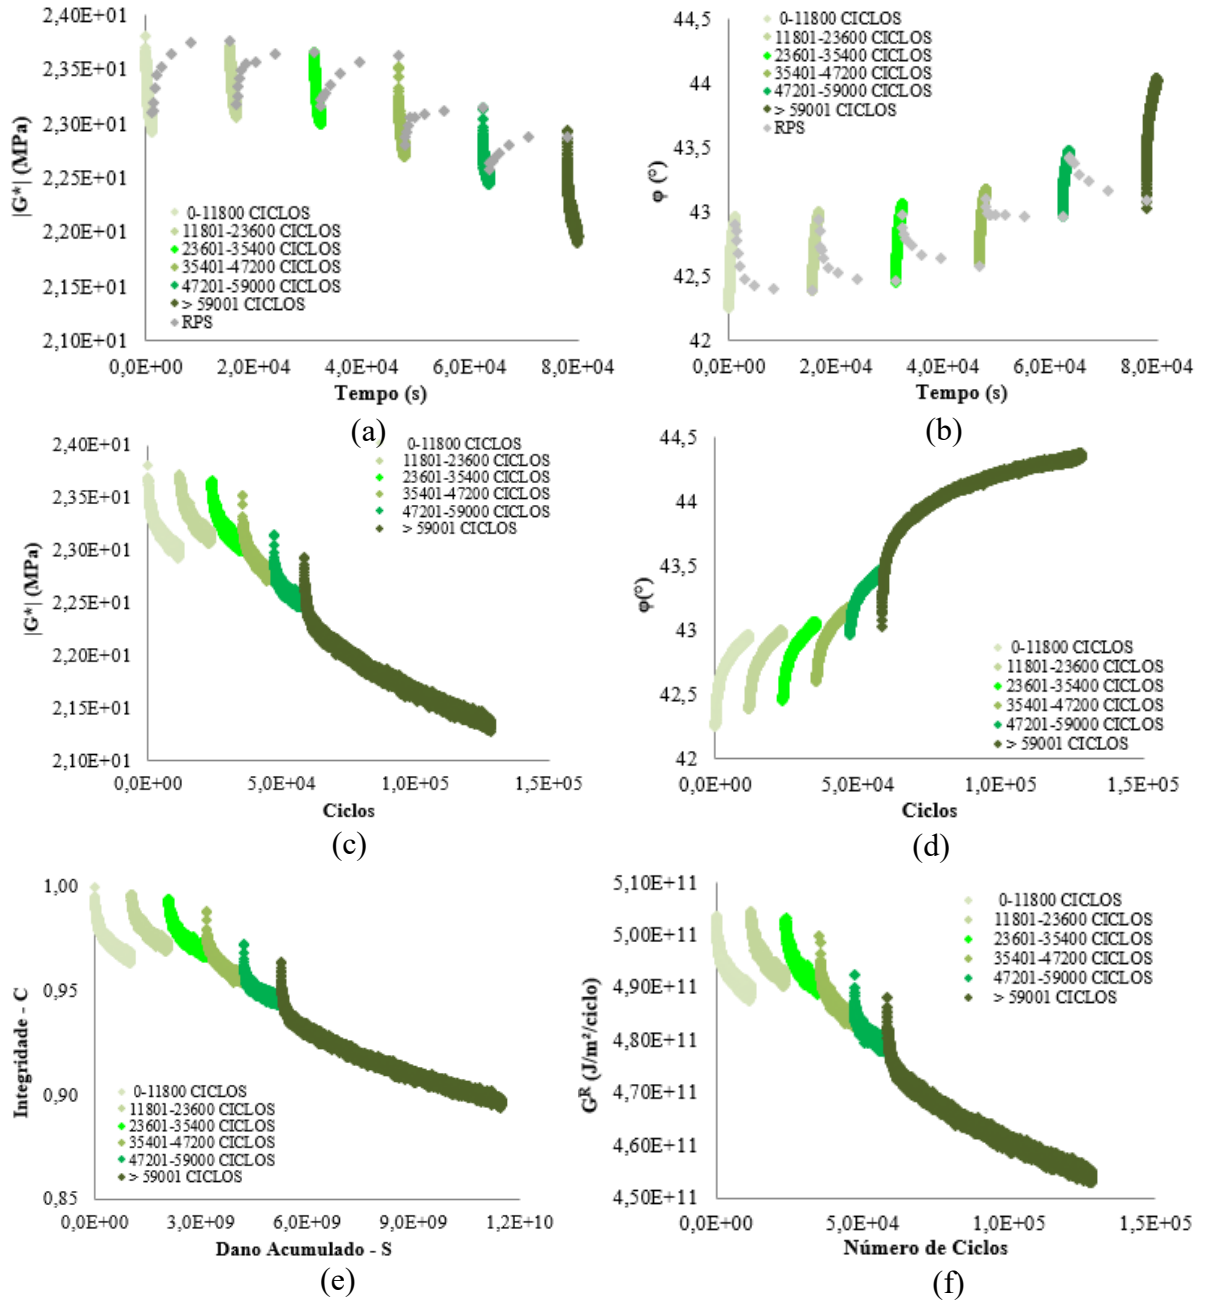 2,40E+01
2,35E+01
2,30E+01
2,25E+01
2,20E+01
2,15E+01
2,10E+01
|G*| (MPa)
0-11800 CICLOS
11801-23600 CICLOS
23601-35400 CICLOS
35401-47200 CICLOS
47201-59000 CICLOS
> 59001 CICLOS
RPS
0,0E+00
2,0E+04
4,0E+04
6,0E+04
8,0E+04
Tempo (s)
(a)
44,5
44
43,5
43
42,5
42
φ (°)
0-11800 CICLOS
11801-23600 CICLOS
23601-35400 CICLOS
35401-47200 CICLOS
47201-59000 CICLOS
> 59001 CICLOS
RPS
0,0E+00
2,0E+04
4,0E+04
6,0E+04
8,0E+04
Tempo (s)
(b)
2,40E+01
2,35E+01
2,30E+01
2,25E+01
2,20E+01
2,15E+01
2,10E+01
|G*| (MPa)
0-11800 CICLOS
11801-23600 CICLOS
23601-35400 CICLOS
35401-47200 CICLOS
47201-59000 CICLOS
> 59001 CICLOS
0,0E+00
5,0E+04
1,0E+05
1,5E+05
Ciclos
(c)
44,5
44
43,5
43
42,5
42
φ(°)
0-11800 CICLOS
11801-23600 CICLOS
23601-35400 CICLOS
35401-47200 CICLOS
47201-59000 CICLOS
> 59001 CICLOS
0,0E+00
5,0E+04
1,0E+05
1,5E+05
Ciclos
(d)
1,00
0,95
0,90
0,85
Integridade - C
0-11800 CICLOS
11801-23600 CICLOS
23601-35400 CICLOS
35401-47200 CICLOS
47201-59000 CICLOS
> 59001 CICLOS
0,0E+00
3,0E+09
6,0E+09
9,0E+09
1,2E+10
Dano Acumulado - S
(e)
5,10E+11
5,00E+11
4,90E+11
4,80E+11
4,70E+11
4,60E+11
4,50E+11
Gᴿ (J/m²/ciclo)
0-11800 CICLOS
11801-23600 CICLOS
23601-35400 CICLOS
35401-47200 CICLOS
47201-59000 CICLOS
> 59001 CICLOS
0,0E+00
5,0E+04
1,0E+05
1,5E+05
Número de Ciclos
(f)